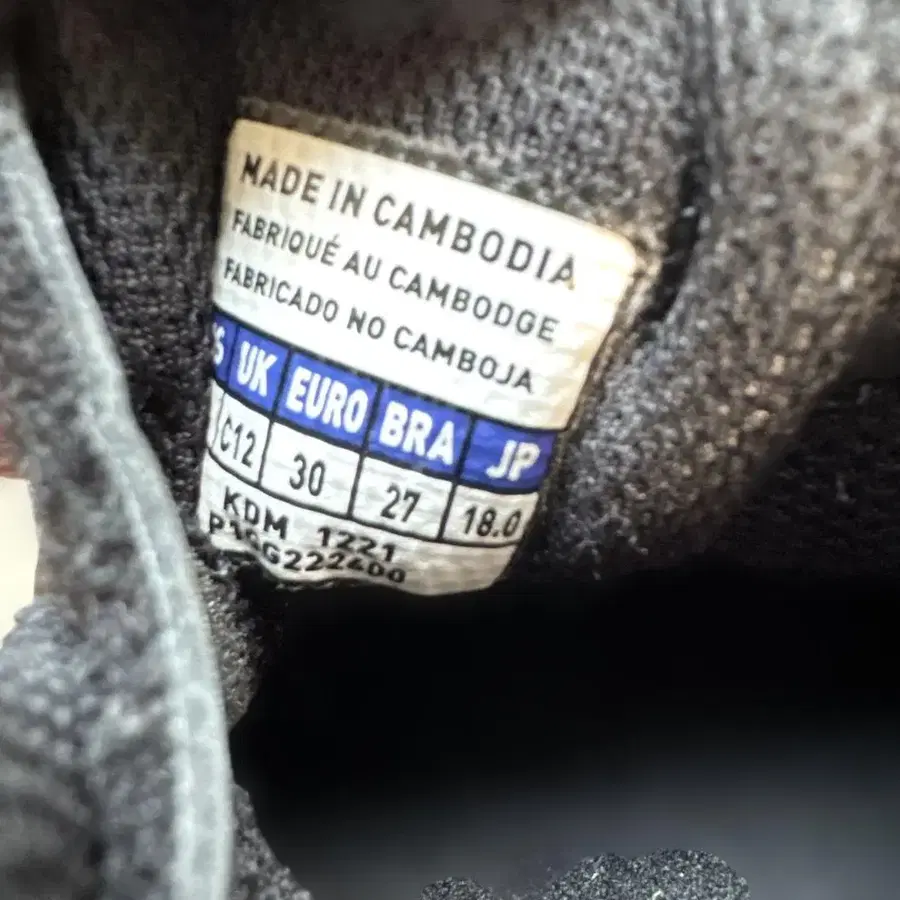 MADE IN CAMBODIA
FABRIQUÉ AU CAMBODGE
FABRICADO NO CAMBOJA
UK EURO BRA JP
C12 30 27 18.0
KDM 1221